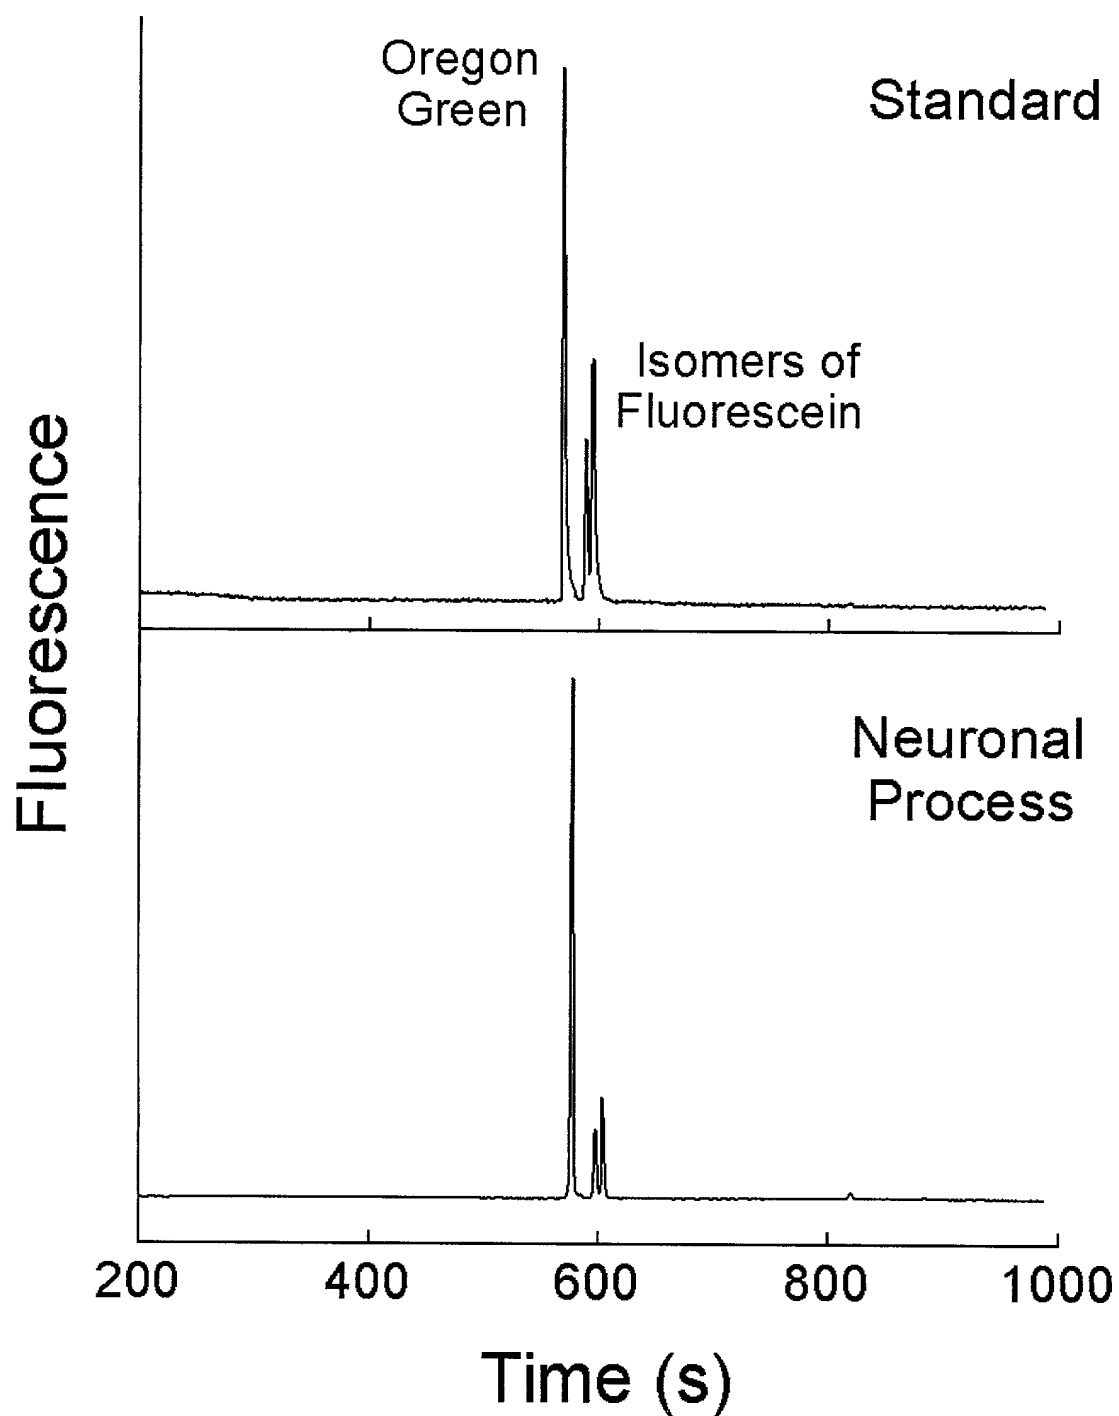 Oregon
Green
Standard
Isomers of
Fluorescein
Fluorescence
Neuronal
Process
200 400 600 800 1000
Time (s)